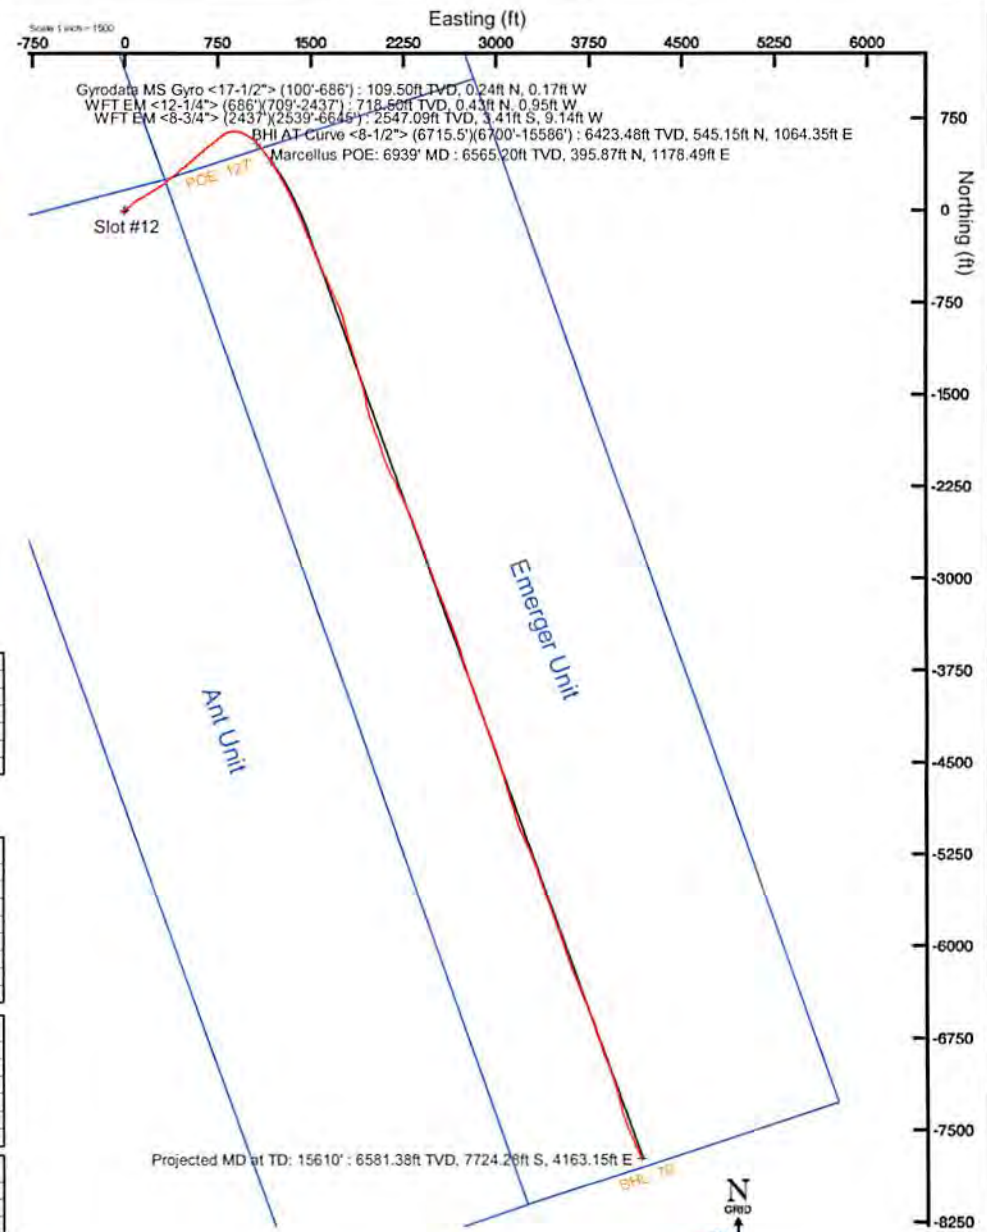 Easting (ft)
Scale 1 inch = 1500
-750 0 750 1500 2250 3000 3750 4500 5250 6000
Gyrodata MS Gyro <17-1/2"> (100'-686') : 109.50ft TVD, 0.24ft N, 0.17ft W
WFT EM <12-1/4"> (686')(709'-2437') : 718.50ft TVD, 0.43ft N, 0.95ft W
WFT EM <8-3/4"> (2437')(2539'-6645') : 2547.09ft TVD, 3.41ft S, 9.14ft W
BHI AT Curve <8-1/2"> (6715.5')(6700'-15586') : 6423.48ft TVD, 545.15ft N, 1064.35ft E
Marcellus POE: 6939' MD : 6565.20ft TVD, 395.87ft N, 1178.49ft E
POE
Slot #12
750
0
-750
-1500
-2250
-3000
-3750
-4500
-5250
-6000
-6750
-7500
-8250
Northing (ft)
Emerger Unit
Ant Unit
Projected MD at TD: 15610' : 6581.38ft TVD, 7724.28ft S, 4163.15ft E
BHL
N
GRID